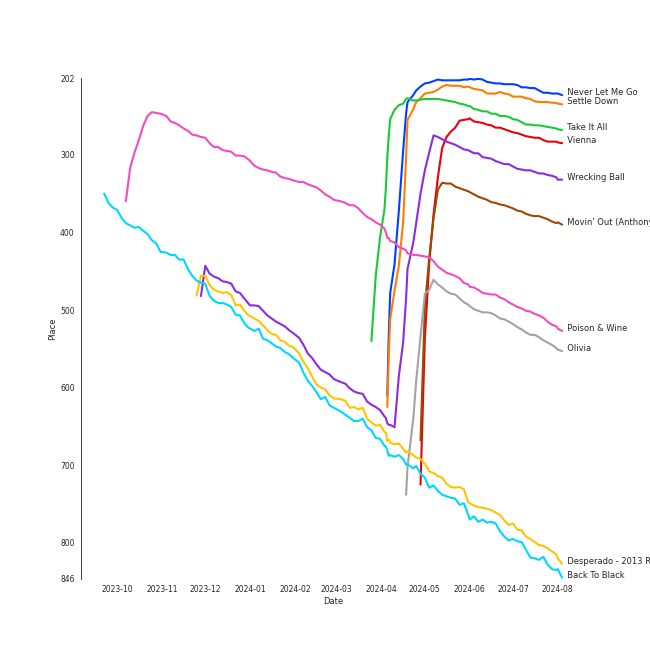 202
300
400
500
600
700
800
846
Place
2023-10
2023-11
2023-12
2024-01
2024-02
2024-03
2024-04
2024-05
2024-06
2024-07
2024-08
Date
Never Let Me Go
Settle Down
Take It All
Vienna
Wrecking Ball
Movin' Out (Anthony
Poison & Wine
Olivia
Desperado - 2013 R
Back To Black